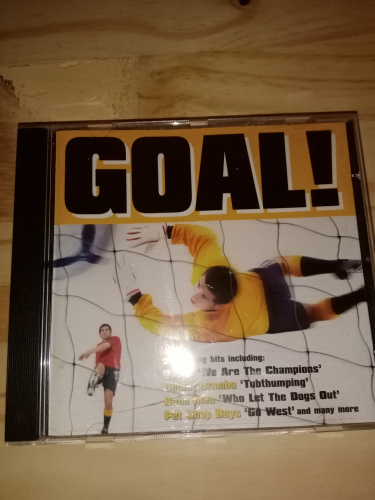 GOAL!
hits including:
'We Are The Champions'
'Tubthumping'
'Who Let The Dogs Out'
Pet Shop Boys 'Go West' and many more